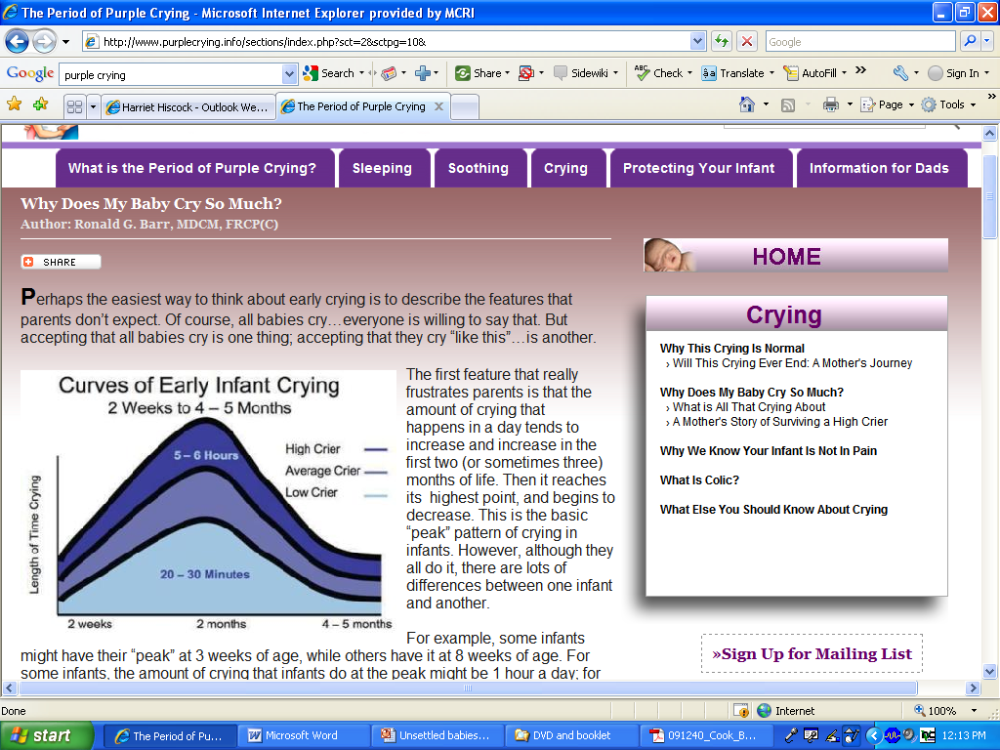 The Period of Purple Crying - Microsoft Internet Explorer provided by MCRI
http://www.purplecrying.info/sections/index.php?sct=2&sctpg=10&
Google
Google
purple crying
Search
Share
Sidewiki
Check
Translate
AutoFill
Sign In
Harriet Hiscock - Outlook We...
The Period of Purple Crying
Page
Tools
What is the Period of Purple Crying?
Sleeping
Soothing
Crying
Protecting Your Infant
Information for Dads
Why Does My Baby Cry So Much?
Author: Ronald G. Barr, MDCM, FRCP(C)
SHARE
HOME
Perhaps the easiest way to think about early crying is to describe the features that
parents don't expect. Of course, all babies cry…everyone is willing to say that. But
accepting that all babies cry is one thing; accepting that they cry "like this"…is another.
Curves of Early Infant Crying
2 Weeks to 4 – 5 Months
5 – 6 Hours
High Crier
Average Crier
Low Crier
Length of Time Crying
20 – 30 Minutes
2 weeks
2 months
4 – 5 months
The first feature that really
frustrates parents is that the
amount of crying that
happens in a day tends to
increase and increase in the
first two (or sometimes three)
months of life. Then it reaches
its highest point, and begins to
decrease. This is the basic
"peak" pattern of crying in
infants. However, although they
all do it, there are lots of
differences between one infant
and another.
For example, some infants
might have their "peak" at 3 weeks of age, while others have it at 8 weeks of age. For
some infants, the amount of crying that infants do at the peak might be 1 hour a day; for
Crying
Why This Crying Is Normal
› Will This Crying Ever End: A Mother's Journey
Why Does My Baby Cry So Much?
› What is All That Crying About
› A Mother's Story of Surviving a High Crier
Why We Know Your Infant Is Not In Pain
What Is Colic?
What Else You Should Know About Crying
»Sign Up for Mailing List
Done
Internet
100%
start
The Period of Pu...
Microsoft Word
Unsettled babies...
DVD and booklet
091240_Cook_B...
12:13 PM